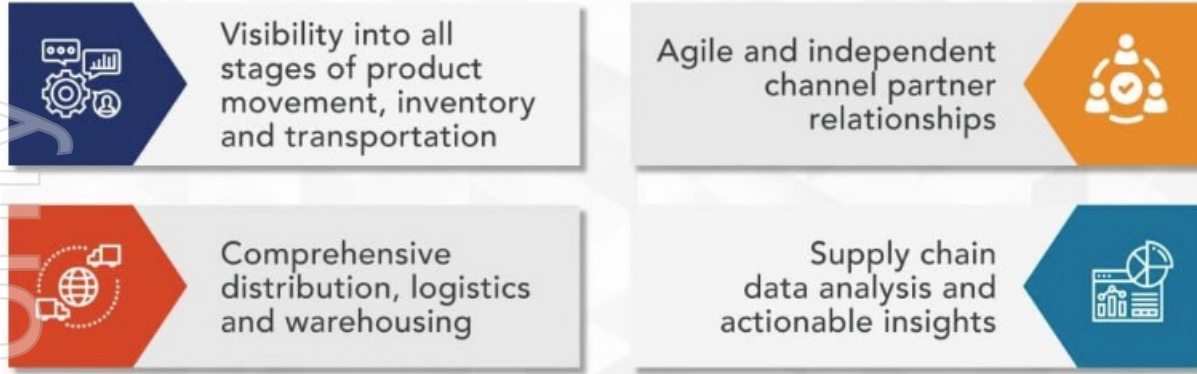 Visibility into all
stages of product
movement, inventory
and transportation
Agile and independent
channel partner
relationships
Comprehensive
distribution, logistics
and warehousing
Supply chain
data analysis and
actionable insights